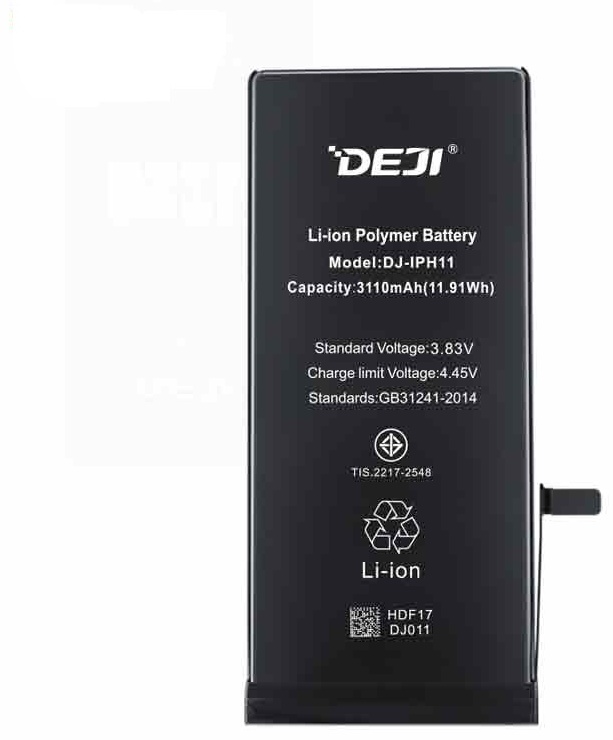 DEJI®
Li-ion Polymer Battery
Model:DJ-IPH11
Capacity:3110mAh(11.91Wh)
Standard Voltage:3.83V
Charge limit Voltage:4.45V
Standards:GB31241-2014
TIS.2217-2548
Li-ion
HDF17
DJ011